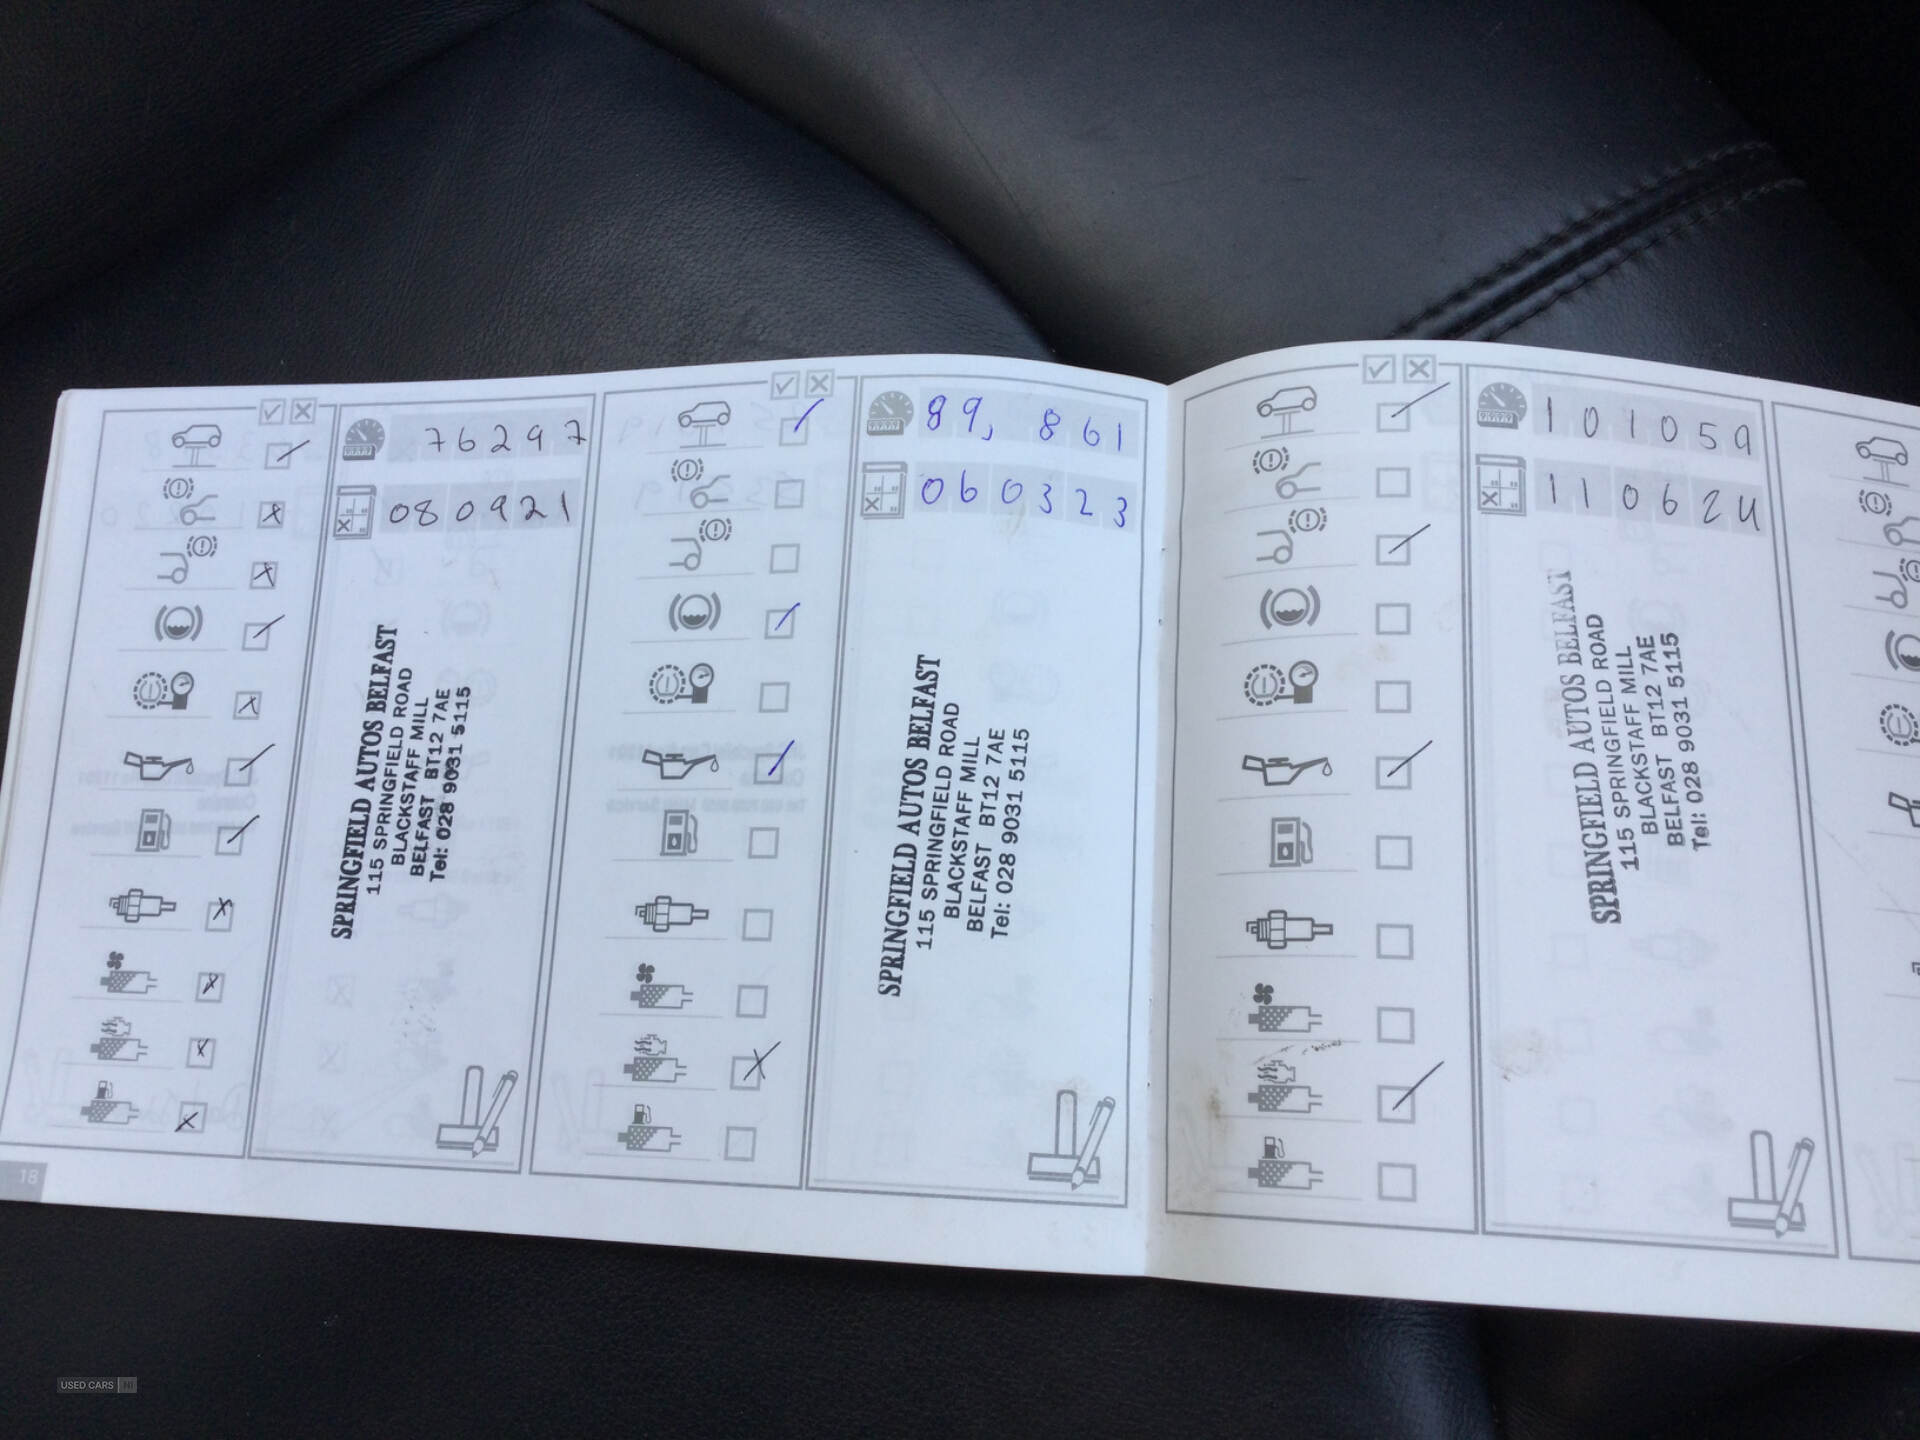 76297
080921
SPRINGFIELD AUTOS BELFAST
115 SPRINGFIELD ROAD
BLACKSTAFF MILL
BELFAST BT12 7AE
Tel: 028 9031 5115
89, 861
060323
SPRINGFIELD AUTOS BELFAST
115 SPRINGFIELD ROAD
BLACKSTAFF MILL
BELFAST BT12 7AE
Tel: 028 9031 5115
101059
110624
SPRINGFIELD AUTOS BELFAST
115 SPRINGFIELD ROAD
BLACKSTAFF MILL
BELFAST BT12 7AE
Tel: 028 9031 5115
18
USED CARS NI